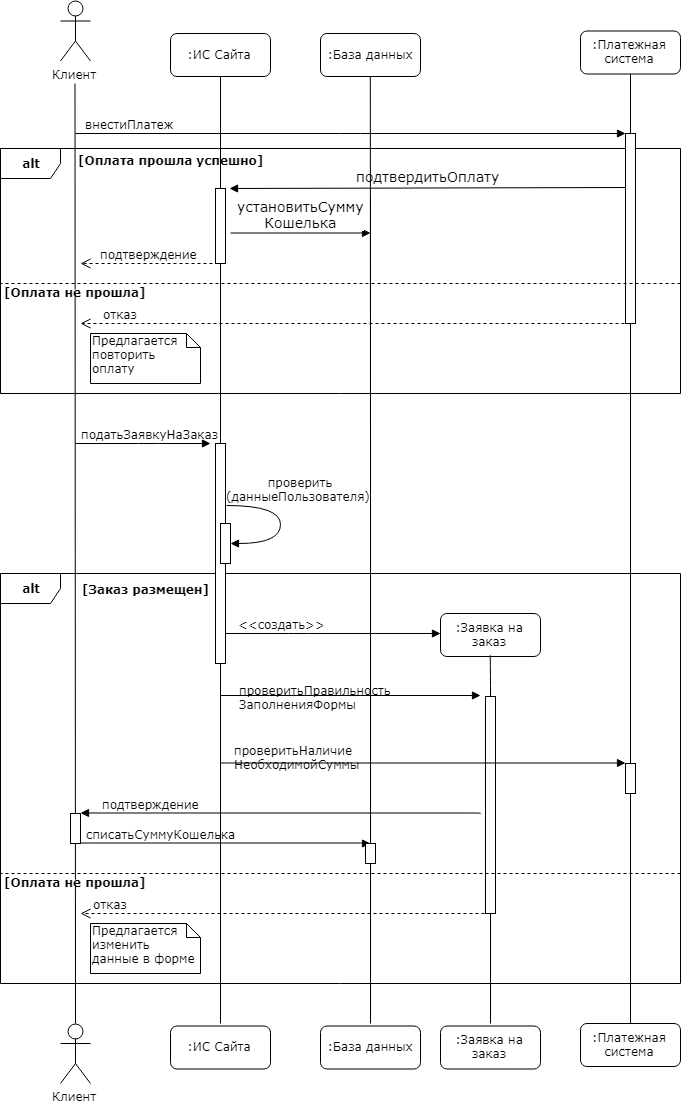 Клиент
:ИС Сайта
:База данных
:Платежная
система
внестиПлатеж
alt
[Оплата прошла успешно]
подтвердитьОплату
установитьСумму
Кошелька
подтверждение
[Оплата не прошла]
отказ
Предлагается
повторить
оплату
податьЗаявкуНаЗаказ
проверить
(данныеПользователя)
alt
[Заказ размещен]
<<создать>>
:Заявка на
заказ
проверитьПравильность
ЗаполненияФормы
проверитьНаличие
НеобходимойСуммы
подтверждение
списатьСуммуКошелька
[Оплата не прошла]
отказ
Предлагается
изменить
данные в форме
:ИС Сайта
:База данных
:Заявка на
заказ
:Платежная
система
Клиент